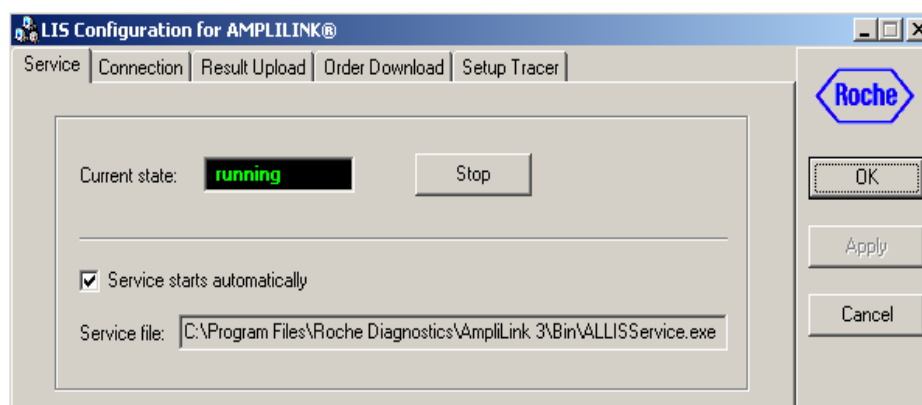 LIS Configuration for AMPLILINK®
Service Connection Result Upload Order Download Setup Tracer
Roche
Current state: running Stop
OK
Apply
Service starts automatically
Service file: C:\Program Files\Roche Diagnostics\AmpliLink 3\Bin\ALLISService.exe
Cancel